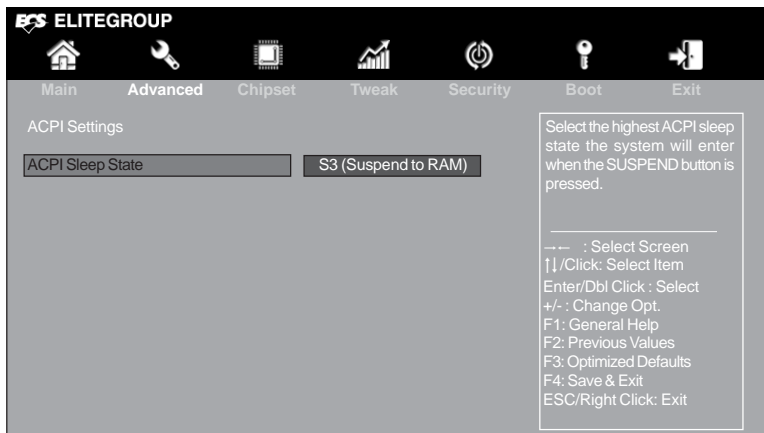 ECS ELITEGROUP
Main Advanced Chipset Tweak Security Boot Exit
ACPI Settings
ACPI Sleep State S3 (Suspend to RAM)
Select the highest ACPI sleep
state the system will enter
when the SUSPEND button is
pressed.
→← : Select Screen
↑↓/Click: Select Item
Enter/Dbl Click : Select
+/- : Change Opt.
F1: General Help
F2: Previous Values
F3: Optimized Defaults
F4: Save & Exit
ESC/Right Click: Exit